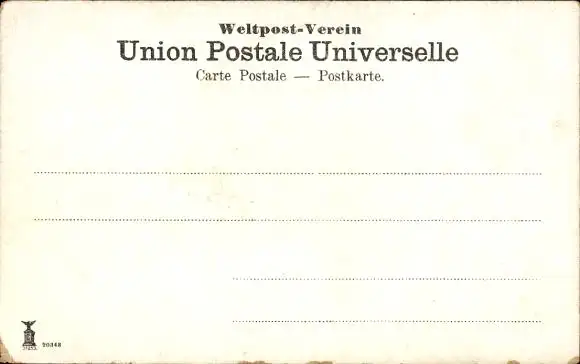 Weltpost-Verein
Union Postale Universelle
Carte Postale — Postkarte.
20348